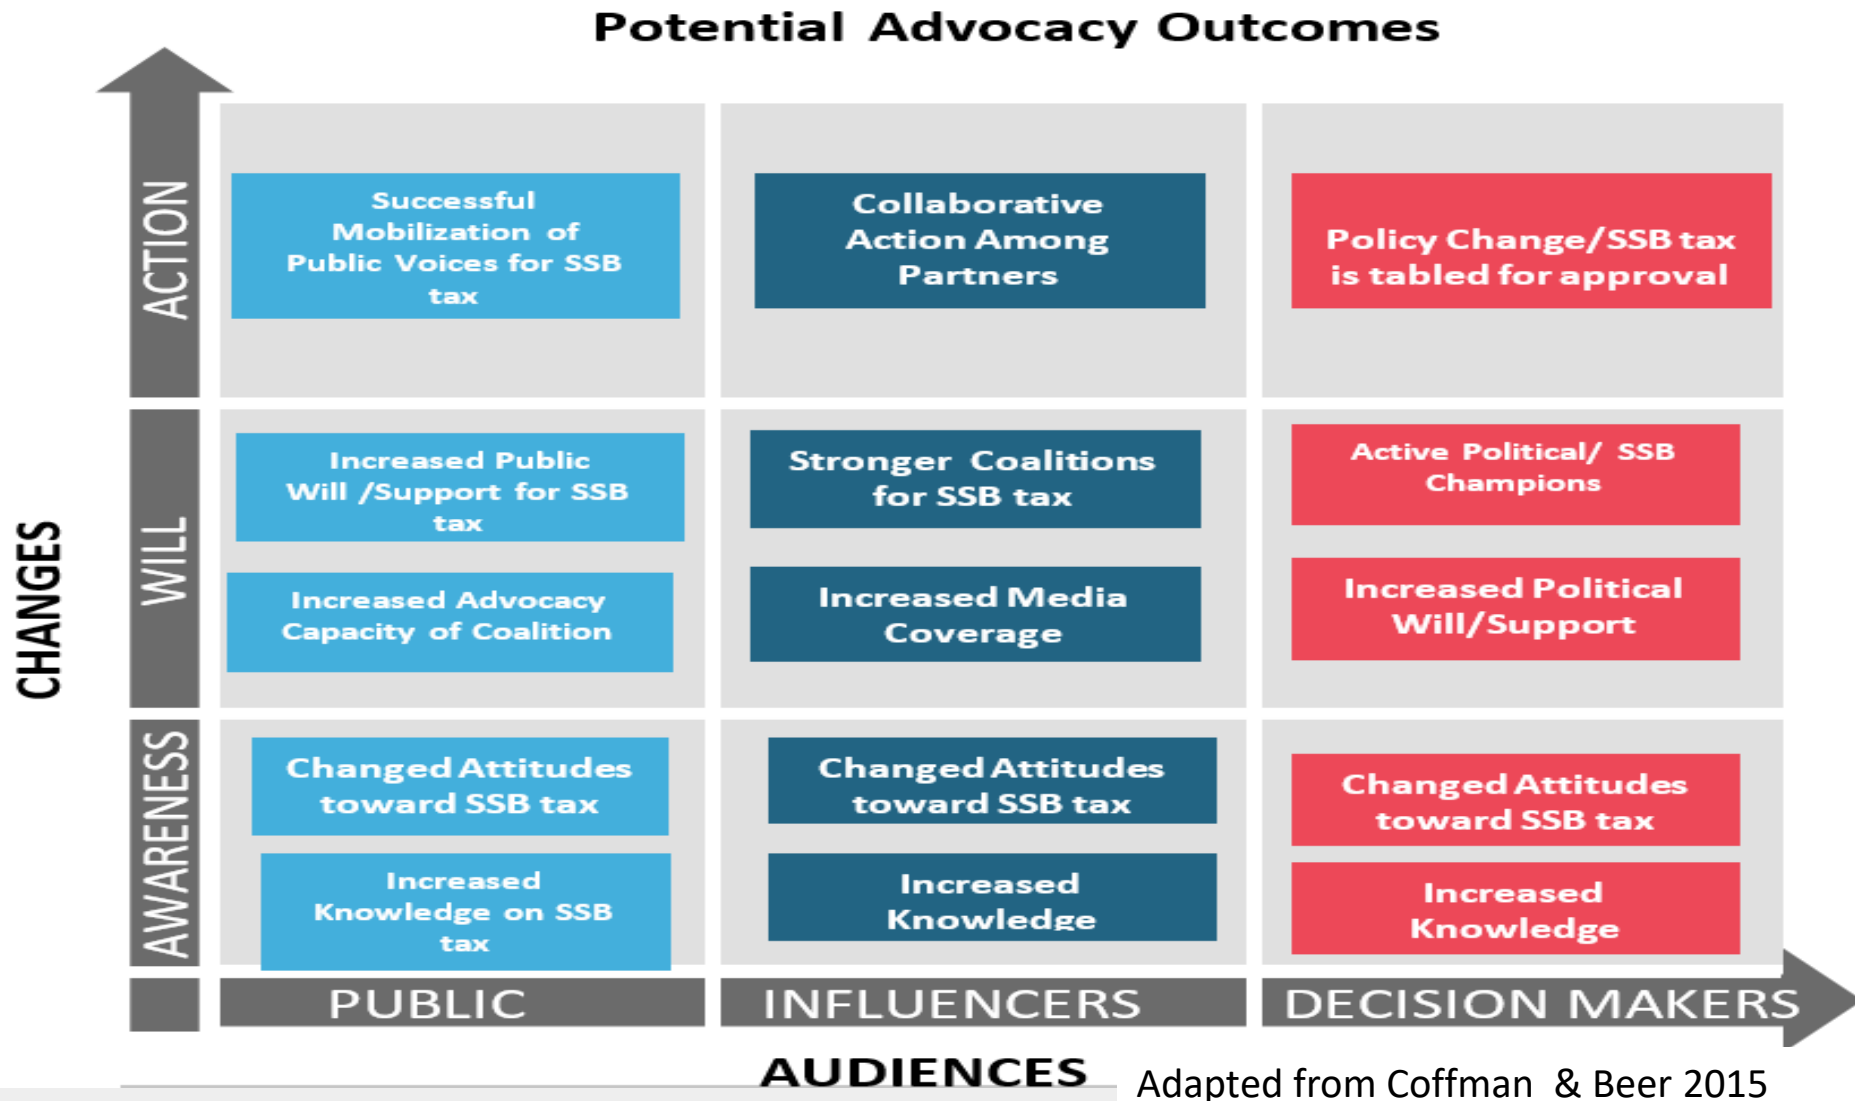 Potential Advocacy Outcomes
CHANGES
ACTION
Successful
Mobilization of
Public Voices for SSB
tax
Collaborative
Action Among
Partners
Policy Change/SSB tax
is tabled for approval
WILL
Increased Public
Will /Support for SSB
tax
Stronger Coalitions
for SSB tax
Active Political/ SSB
Champions
Increased Advocacy
Capacity of Coalition
Increased Media
Coverage
Increased Political
Will/Support
AWARENESS
Changed Attitudes
toward SSB tax
Changed Attitudes
toward SSB tax
Changed Attitudes
toward SSB tax
Increased
Knowledge on SSB
tax
Increased
Knowledge
Increased
Knowledge
PUBLIC
INFLUENCERS
DECISION MAKERS
AUDIENCES
Adapted from Coffman & Beer 2015